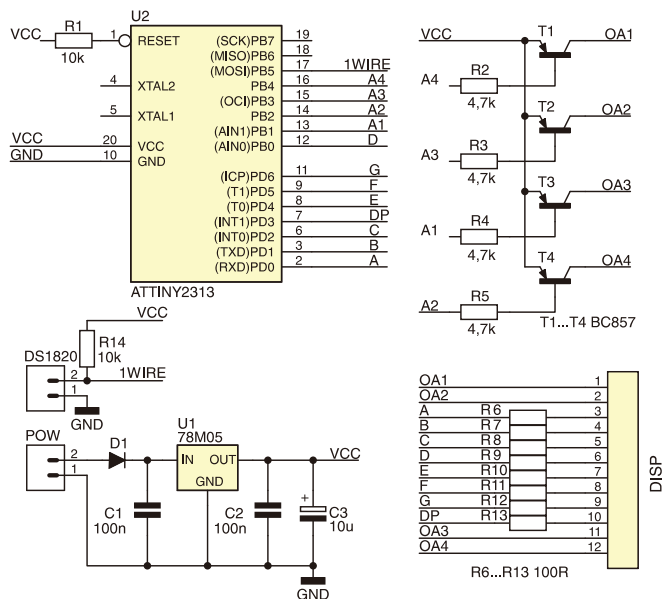 U2
VCC R1 10k
1 RESET
4 XTAL2
5 XTAL1
VCC 20 VCC
GND 10 GND
(SCK)PB7 19
(MISO)PB6 18
(MOSI)PB5 17 1WIRE
PB4 16 A4
(OCI)PB3 15 A3
PB2 14 A2
(AIN1)PB1 13 A1
(AIN0)PB0 12 D
(ICP)PD6 11 G
(T1)PD5 9 F
(T0)PD4 8 E
(INT1)PD3 7 DP
(INT0)PD2 6 C
(TXD)PD1 3 B
(RXD)PD0 2 A
ATTINY2313
VCC T1 OA1
A4 R2 4,7k
T2 OA2
A3 R3 4,7k
T3 OA3
A1 R4 4,7k
T4 OA4
A2 R5 4,7k
T1...T4 BC857
VCC
R14
10k
DS1820
2 1WIRE
1
GND
POW
2 D1
1
U1
78M05
IN OUT
GND
VCC
C1
100n
C2
100n
+
C3
10u
GND
OA1 1
OA2 2
A R6 3
B R7 4
C R8 5
D R9 6
E R10 7
F R11 8
G R12 9
DP R13 10
OA3 11
OA4 12
DISP
R6...R13 100R